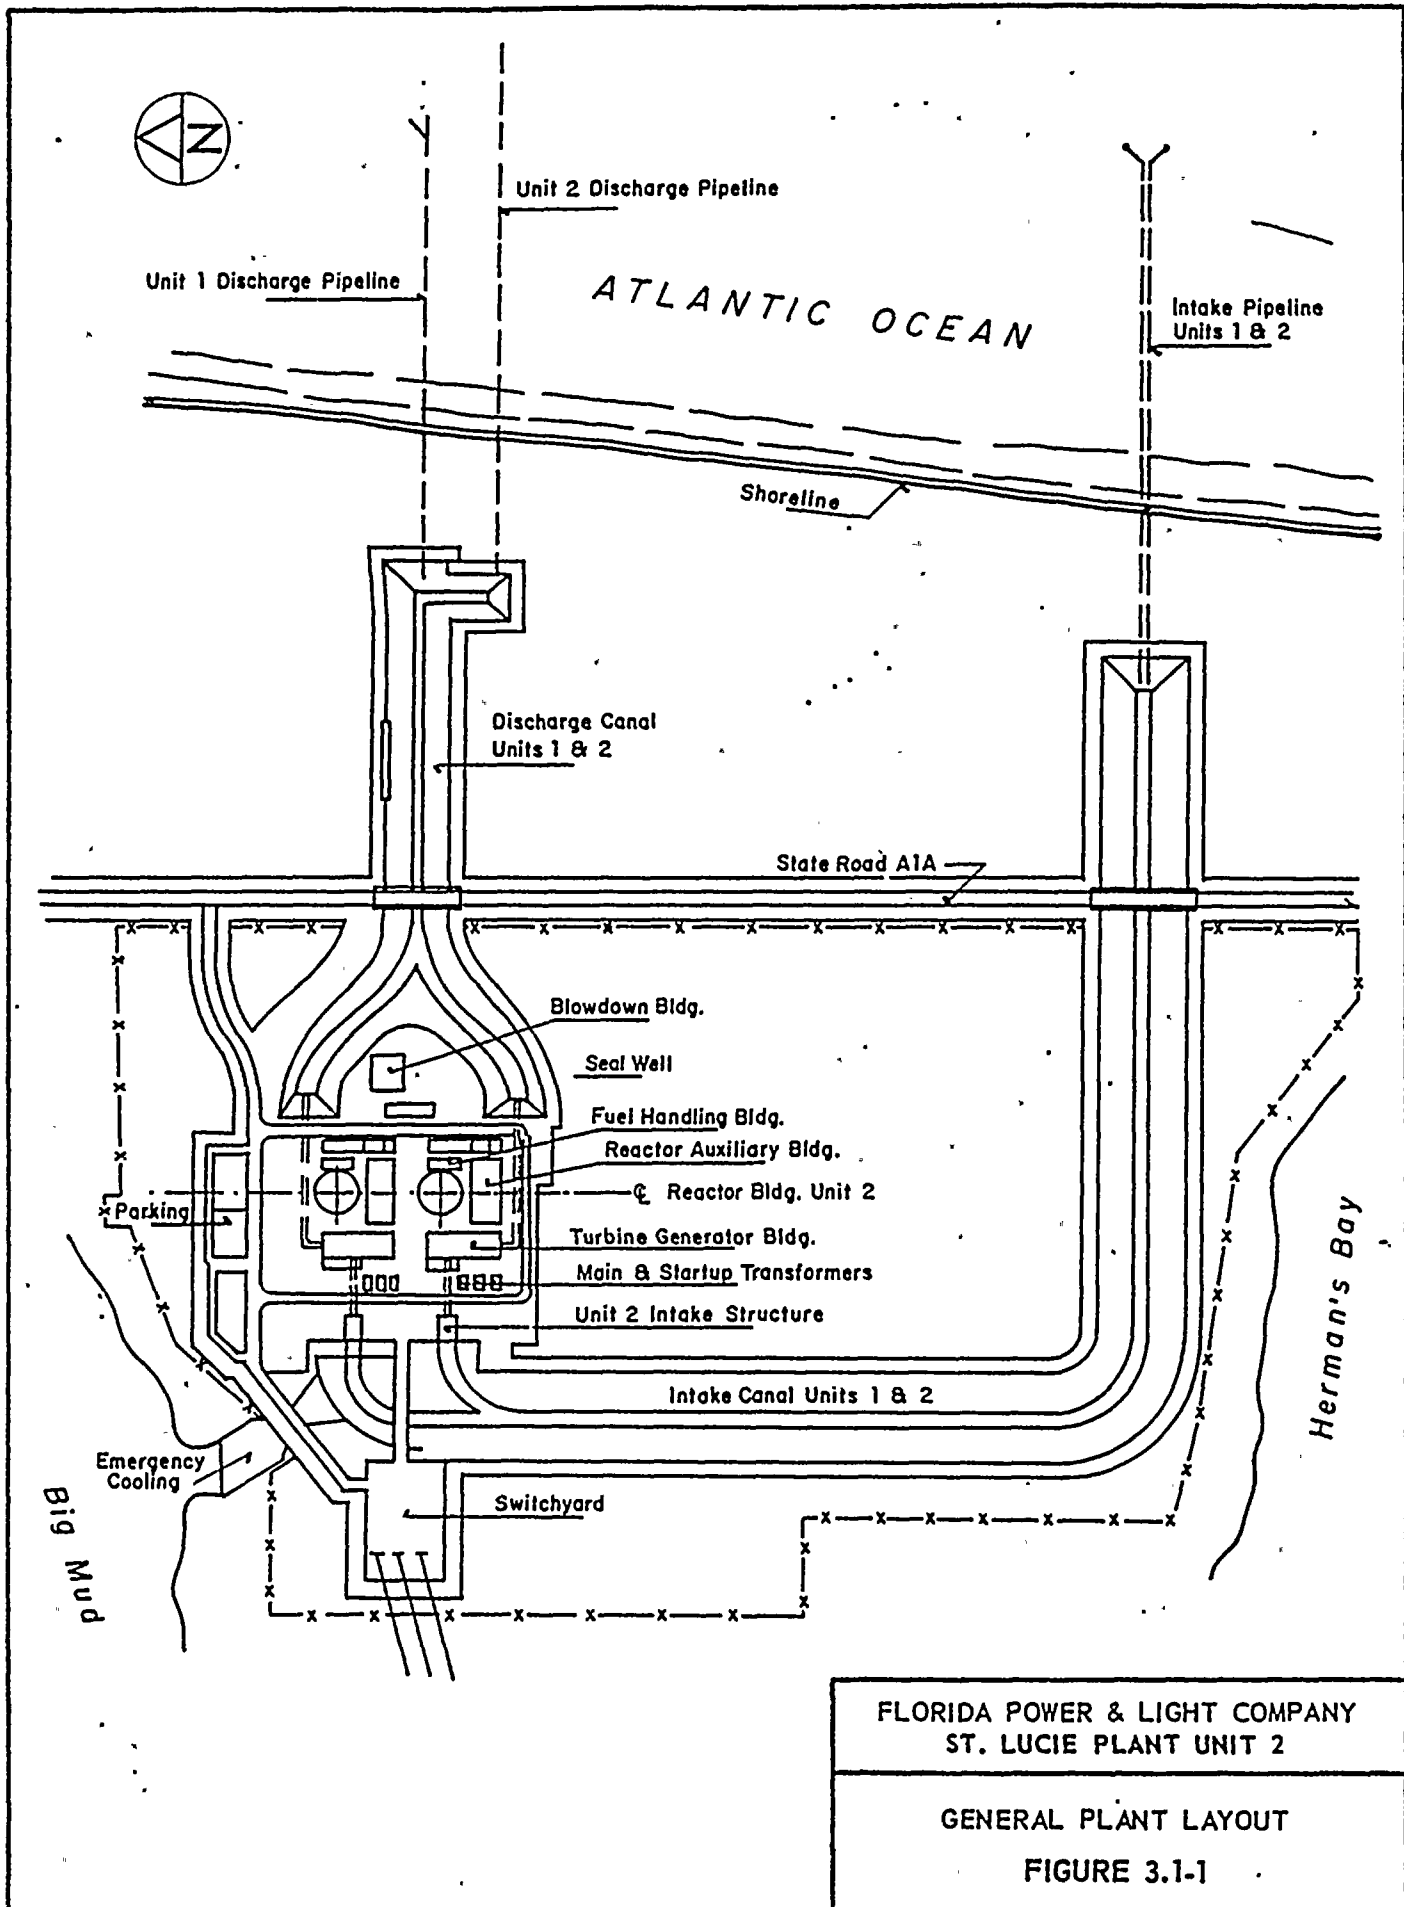 N
Unit 2 Discharge Pipeline
Unit 1 Discharge Pipeline
ATLANTIC OCEAN
Intake Pipeline
Units 1 & 2
Shoreline
Discharge Canal
Units 1 & 2
State Road A1A
Blowdown Bldg.
Seal Well
Fuel Handling Bldg.
Reactor Auxiliary Bldg.
℄ Reactor Bldg. Unit 2
Parking
Turbine Generator Bldg.
Main & Startup Transformers
Unit 2 Intake Structure
Herman's Bay
Intake Canal Units 1 & 2
Emergency
Cooling
Switchyard
Big Mud
FLORIDA POWER & LIGHT COMPANY
ST. LUCIE PLANT UNIT 2
GENERAL PLANT LAYOUT
FIGURE 3.1-1